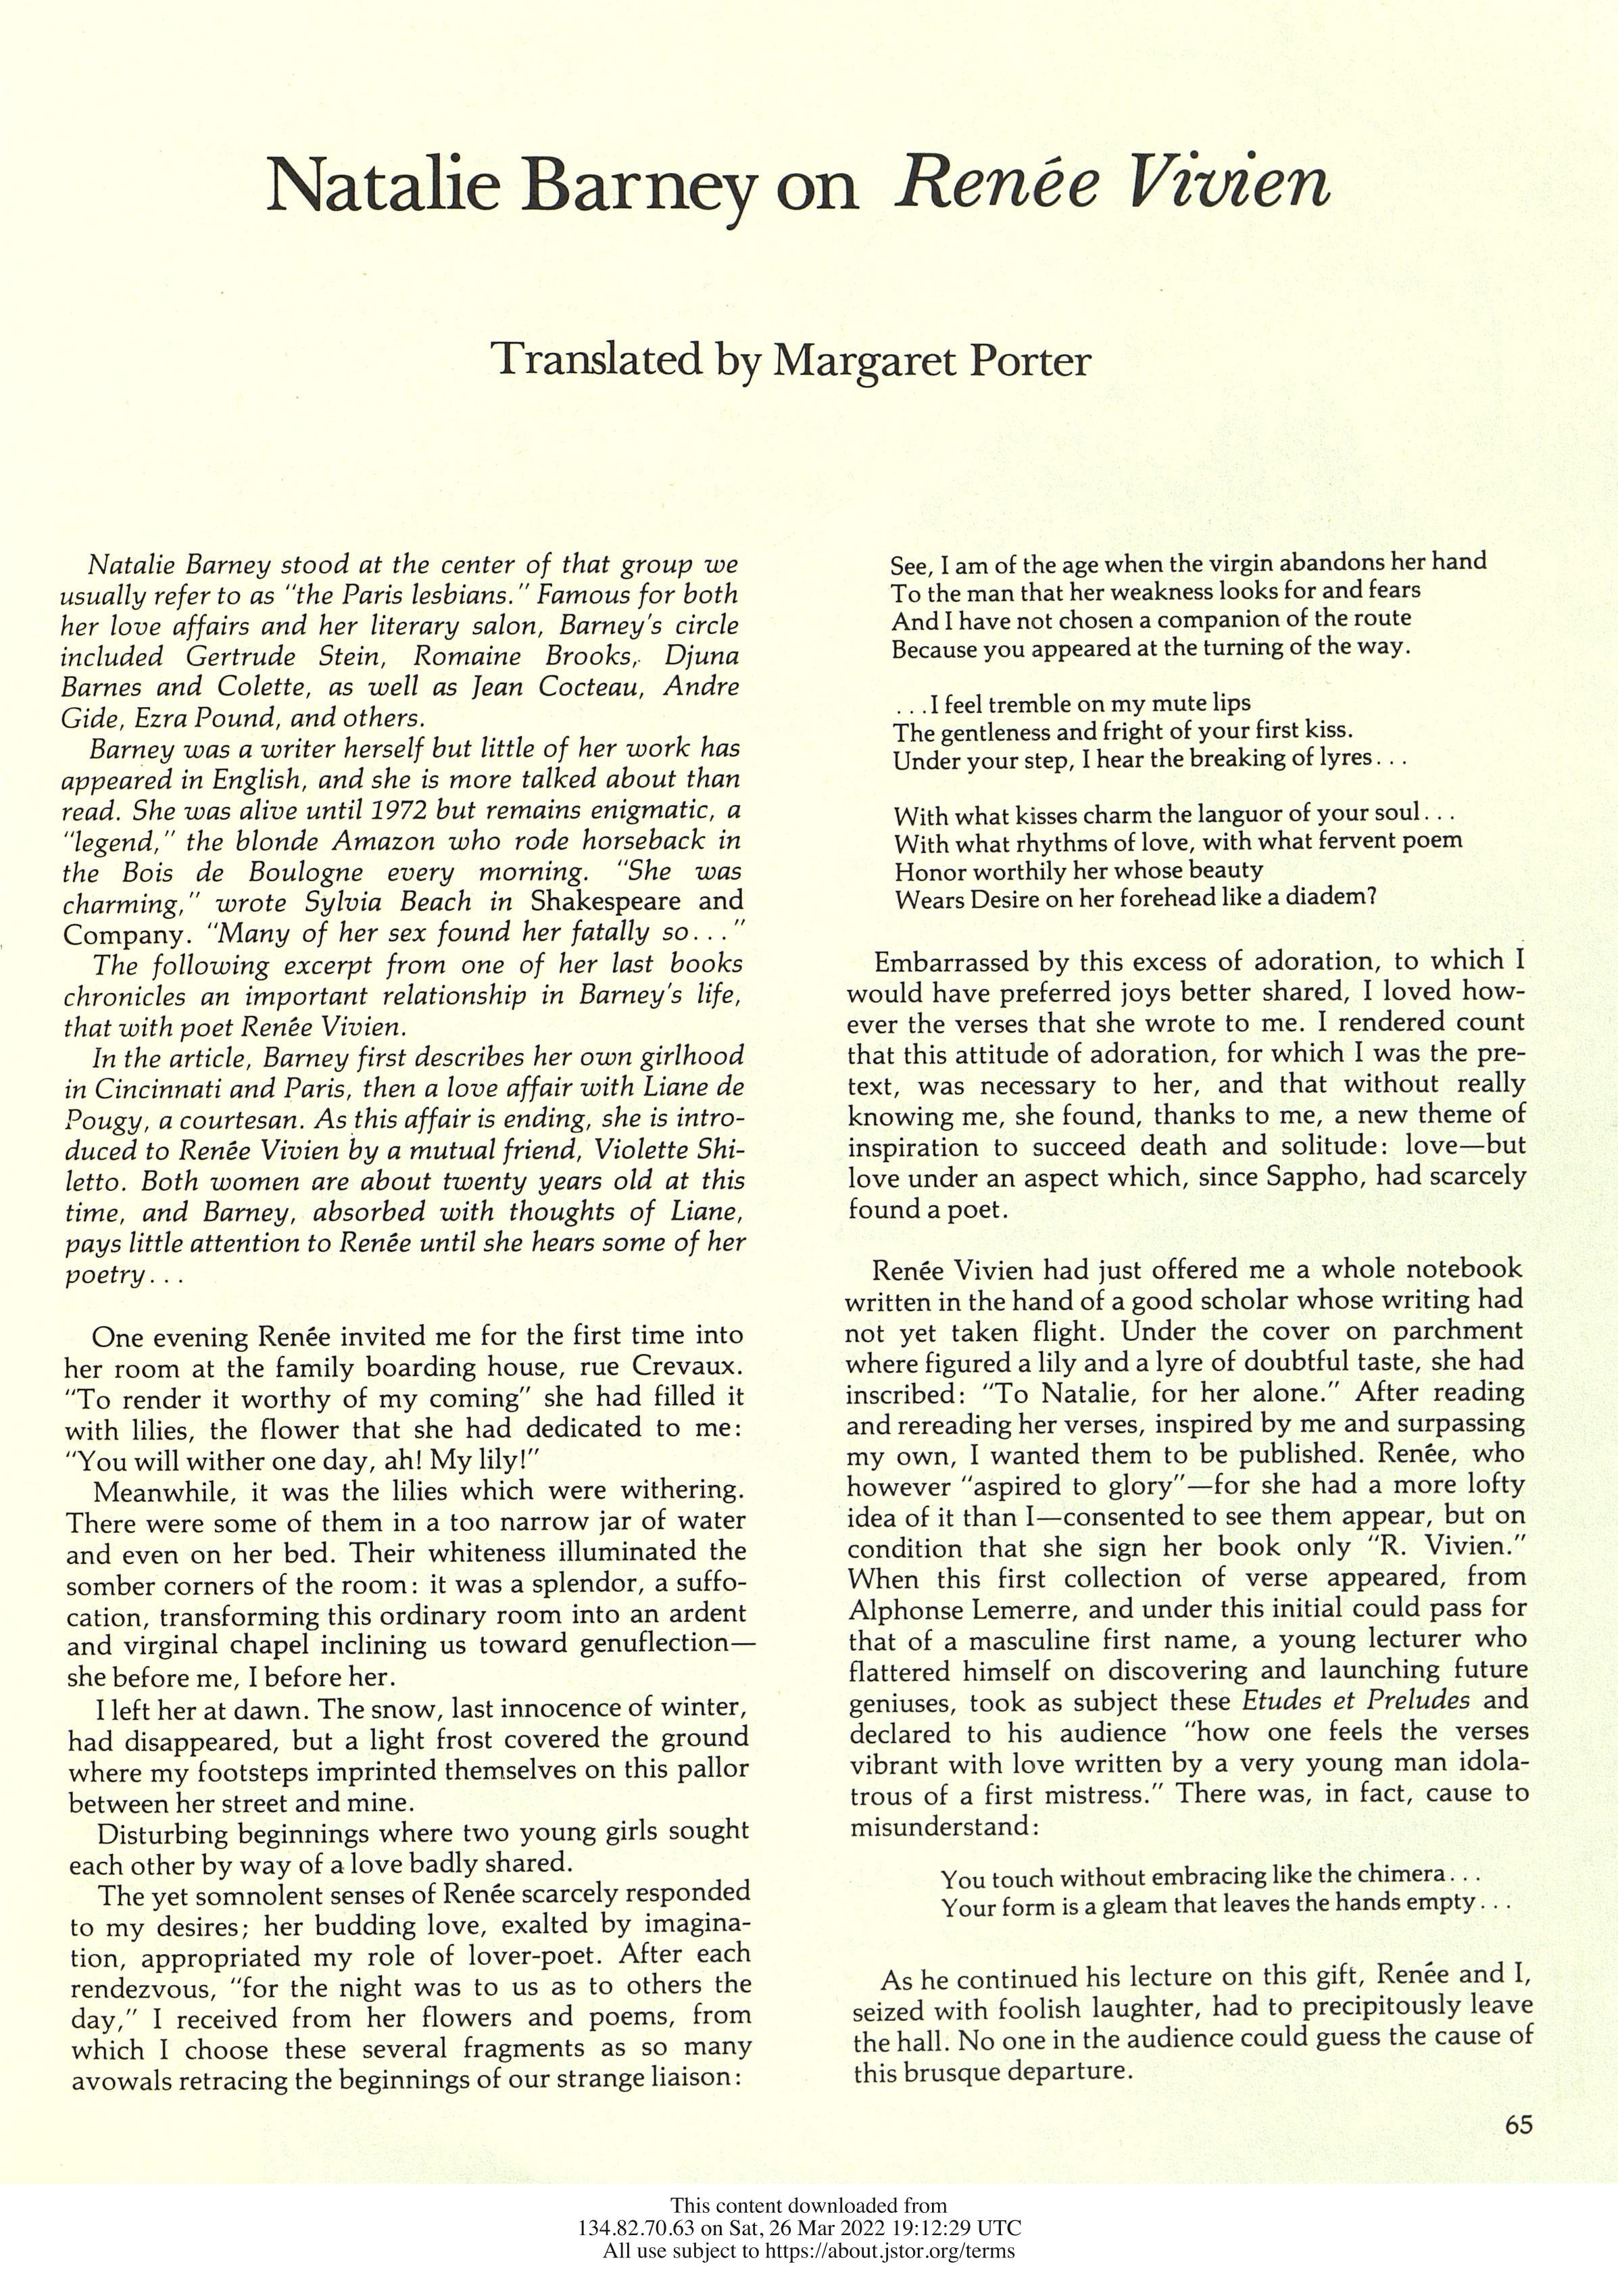 Natalie Barney on Renée Vivien
Translated by Margaret Porter
Natalie Barney stood at the center of that group we
usually refer to as "the Paris lesbians." Famous for both
her love affairs and her literary salon, Barney's circle
included Gertrude Stein, Romaine Brooks, Djuna
Barnes and Colette, as well as Jean Cocteau, Andre
Gide, Ezra Pound, and others.
Barney was a writer herself but little of her work has
appeared in English, and she is more talked about than
read. She was alive until 1972 but remains enigmatic, a
"legend," the blonde Amazon who rode horseback in
the Bois de Boulogne every morning. "She was
charming," wrote Sylvia Beach in Shakespeare and
Company. "Many of her sex found her fatally so..."
The following excerpt from one of her last books
chronicles an important relationship in Barney's life,
that with poet Renée Vivien.
In the article, Barney first describes her own girlhood
in Cincinnati and Paris, then a love affair with Liane de
Pougy, a courtesan. As this affair is ending, she is intro-
duced to Renée Vivien by a mutual friend, Violette Shi-
letto. Both women are about twenty years old at this
time, and Barney, absorbed with thoughts of Liane,
pays little attention to Renée until she hears some of her
poetry...
One evening Renée invited me for the first time into
her room at the family boarding house, rue Crevaux.
"To render it worthy of my coming" she had filled it
with lilies, the flower that she had dedicated to me:
"You will wither one day, ah! My lily!"
Meanwhile, it was the lilies which were withering.
There were some of them in a too narrow jar of water
and even on her bed. Their whiteness illuminated the
somber corners of the room: it was a splendor, a suffo-
cation, transforming this ordinary room into an ardent
and virginal chapel inclining us toward genuflection—
she before me, I before her.
I left her at dawn. The snow, last innocence of winter,
had disappeared, but a light frost covered the ground
where my footsteps imprinted themselves on this pallor
between her street and mine.
Disturbing beginnings where two young girls sought
each other by way of a love badly shared.
The yet somnolent senses of Renée scarcely responded
to my desires; her budding love, exalted by imagina-
tion, appropriated my role of lover-poet. After each
rendezvous, "for the night was to us as to others the
day," I received from her flowers and poems, from
which I choose these several fragments as so many
avowals retracing the beginnings of our strange liaison:
See, I am of the age when the virgin abandons her hand
To the man that her weakness looks for and fears
And I have not chosen a companion of the route
Because you appeared at the turning of the way.
...I feel tremble on my mute lips
The gentleness and fright of your first kiss.
Under your step, I hear the breaking of lyres...
With what kisses charm the languor of your soul...
With what rhythms of love, with what fervent poem
Honor worthily her whose beauty
Wears Desire on her forehead like a diadem?
Embarrassed by this excess of adoration, to which I
would have preferred joys better shared, I loved how-
ever the verses that she wrote to me. I rendered count
that this attitude of adoration, for which I was the pre-
text, was necessary to her, and that without really
knowing me, she found, thanks to me, a new theme of
inspiration to succeed death and solitude: love—but
love under an aspect which, since Sappho, had scarcely
found a poet.
Renée Vivien had just offered me a whole notebook
written in the hand of a good scholar whose writing had
not yet taken flight. Under the cover on parchment
where figured a lily and a lyre of doubtful taste, she had
inscribed: "To Natalie, for her alone." After reading
and rereading her verses, inspired by me and surpassing
my own, I wanted them to be published. Renée, who
however "aspired to glory"—for she had a more lofty
idea of it than I—consented to see them appear, but on
condition that she sign her book only "R. Vivien."
When this first collection of verse appeared, from
Alphonse Lemerre, and under this initial could pass for
that of a masculine first name, a young lecturer who
flattered himself on discovering and launching future
geniuses, took as subject these Etudes et Preludes and
declared to his audience "how one feels the verses
vibrant with love written by a very young man idola-
trous of a first mistress." There was, in fact, cause to
misunderstand:
You touch without embracing like the chimera...
Your form is a gleam that leaves the hands empty...
As he continued his lecture on this gift, Renée and I,
seized with foolish laughter, had to precipitously leave
the hall. No one in the audience could guess the cause of
this brusque departure.
65
This content downloaded from
134.82.70.63 on Sat, 26 Mar 2022 19:12:29 UTC
All use subject to https://about.jstor.org/terms